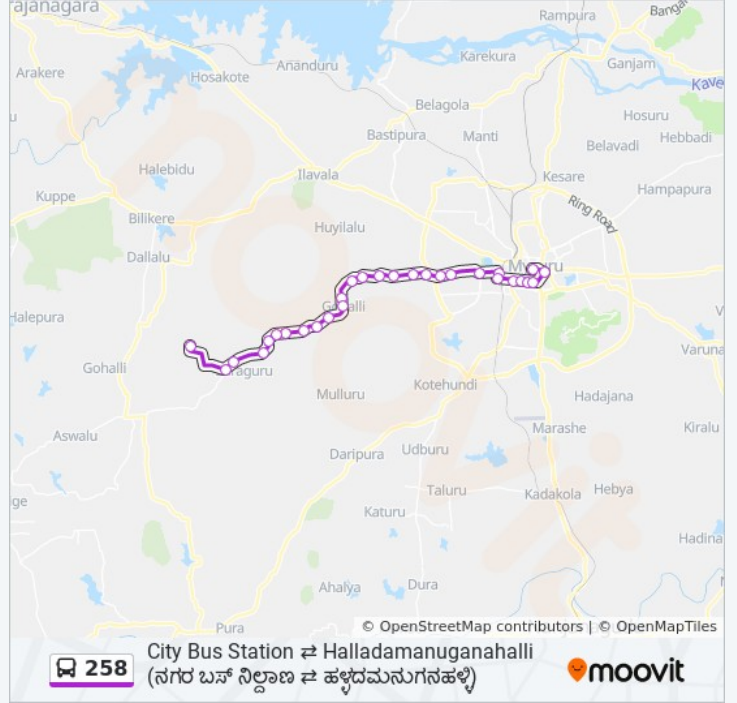 ajanagara
Rampura
Bangar
Arakere
Hosakote
Ananduru
Karekura
Ganjam
Kave
Belagola
Hosuru
Bastipura
Manti
Belavadi
Hebbadi
Halebidu
Ilavala
Kesare
Hampapura
Kuppe
Bilikere
Ring Road
Huyilalu
Dallalu
Halepura
Gohalli
Varuna
Mulluru
Kotehundi
Hadajana
Aswalu
Marashe
Kiralu
Daripura
Udburu
Taluru
Kadakola
Hebya
Katuru
Hadina
Ahalya
Dura
Pura
© OpenStreetMap contributors | © OpenMapTiles
258
City Bus Station ⇄ Halladamanuganahalli
(ನಗರ ಬಸ್ ನಿಲ್ದಾಣ ⇄ ಹಳ್ಳದಮನುಗನಹಳ್ಳಿ)
moovit